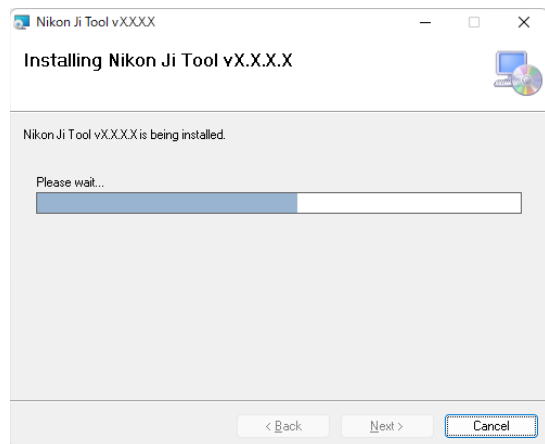 Nikon Ji Tool vXXXX
Installing Nikon Ji Tool vX.X.X.X
Nikon Ji Tool vX.X.X.X is being installed.
Please wait...
< Back Next > Cancel